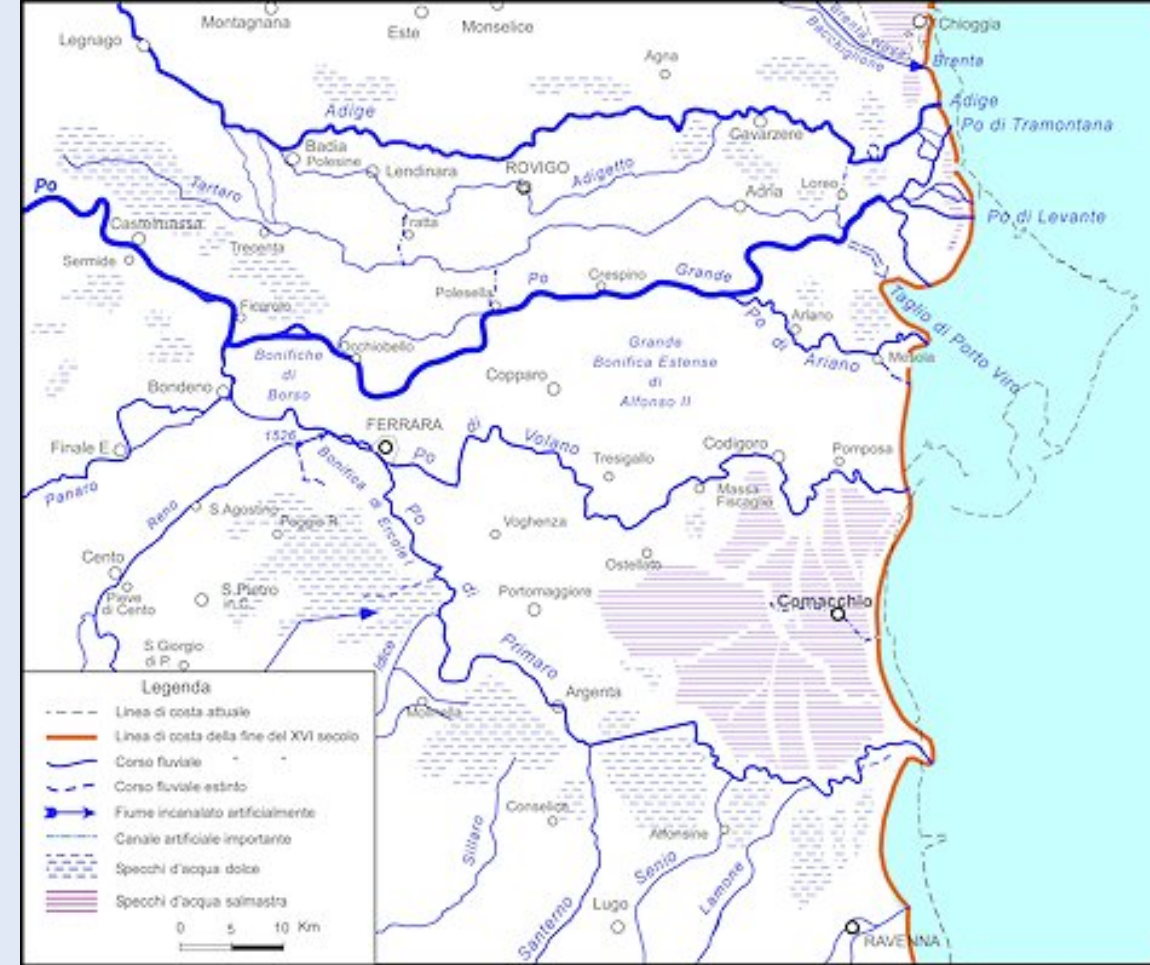 Montagnana
Este
Monselice
Chioggia
Legnago
Brenta Nova
Bacchiglione
Brenta
Agna
Adige
Adige
Po di Tramontana
Cavarzere
Badia
Polesine
Lendinara
ROVIGO
Adigetto
Loreo
Adria
Tartaro
Po
Po di Levante
Castelmassa
Fratta
Trecenta
Sermide
Po
Crespino
Grande
Polesella
Taglio di Porto Viro
Ficarolo
Ariano
Po
di
Ariano
Mesola
Occhiobello
Bonifiche
di
Borso
Grande
Bonifica Estense
di
Alfonso II
Copparo
Bondeno
FERRARA
1526
Finale E.
Po
di
Volano
Codigoro
Pomposa
Tresigallo
Massa
Fiscaglia
Panaro
Reno
Bonifica di Ercole I
S.Agostino
Poggio R.
Po
di
Primaro
Voghenza
Ostellato
Cento
Pieve
di Cento
S.Pietro
in C.
Portomaggiore
Comacchio
S.Giorgio
di P.
Idice
Molinella
Argenta
Legenda
Linea di costa attuale
Linea di costa della fine del XVI secolo
Corso fluviale
Corso fluviale estinto
Fiume incanalato artificialmente
Canale artificiale importante
Specchi d'acqua dolce
Specchi d'acqua salmastra
0 5 10 Km
Conselice
Alfonsine
Sillaro
Senio
Lamone
Santerno
Lugo
RAVENNA